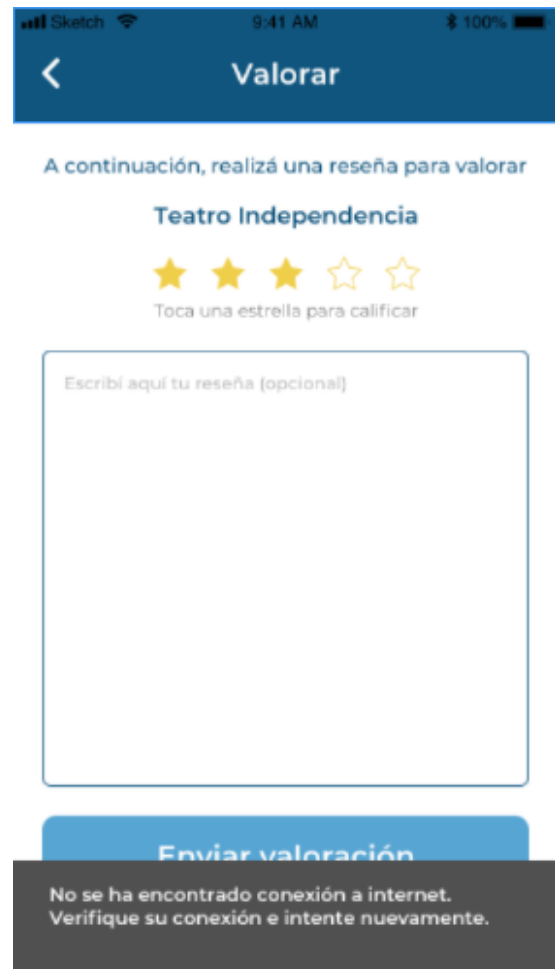 Sketch 9:41 AM 100%
Valorar
A continuación, realizá una reseña para valorar
Teatro Independencia
Toca una estrella para calificar
Escribí aquí tu reseña (opcional)
Enviar valoración
No se ha encontrado conexión a internet.
Verifique su conexión e intente nuevamente.